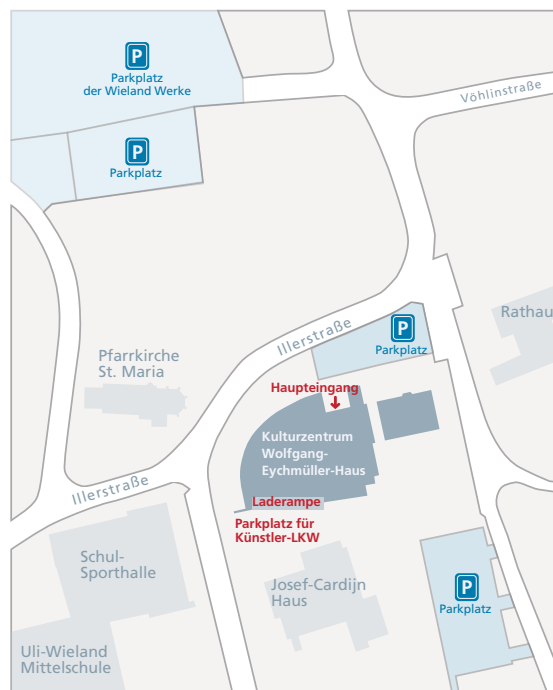 P
Parkplatz
der Wieland Werke
Vöhlinstraße
P
Parkplatz
Rathau
Illerstraße
P
Parkplatz
Pfarrkirche
St. Maria
Haupteingang
Kulturzentrum
Wolfgang-
Eychmüller-Haus
Illerstraße
Laderampe
Parkplatz für
Künstler-LKW
Schul-
Sporthalle
Josef-Cardijn
Haus
P
Parkplatz
Uli-Wieland
Mittelschule